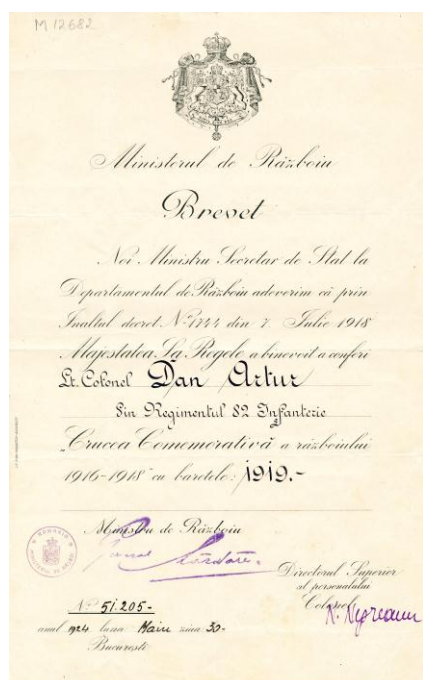 M 12682
Ministerul de Războiu
Brevet
Noi Ministru Secretar de Stat la
Departamentul de Războiu adeverim că prin
Inaltul decret No 1744 din 7. Iulie 1918
Majestatea Sa Regele a binevoit a conferi
Lt. Colonel Dan Artur
din Regimentul 82 Infanterie
„Crucea Comemorativă a războiului
1916-1918" cu baretele: 1919.-
Ministru de Războiu
Directorul Superior
al personalului
Colonel
No 51.205-
anul 1924 luna Maiu ziua 30-
Bucureşti